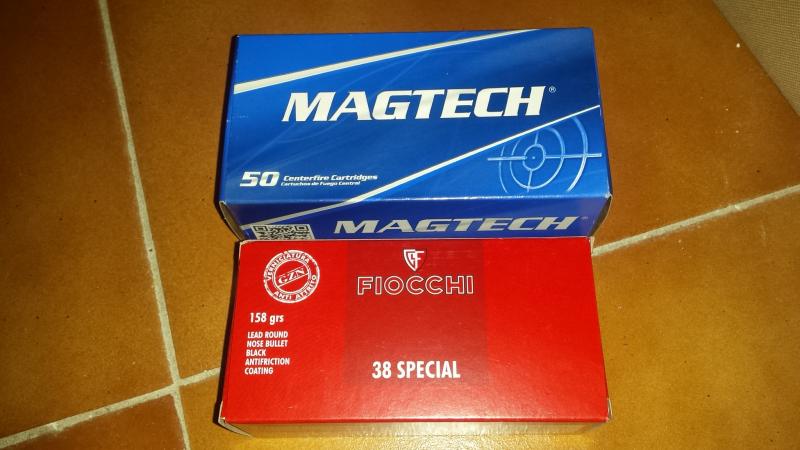 MAGTECH®
50 Centerfire Cartridges
Cartuchos de Fuego Central
MAGTECH
VERNICIATURA
GZN
ANTI ATTRITO
FIOCCHI
158 grs
LEAD ROUND
NOSE BULLET
BLACK
ANTIFRICTION
COATING
38 SPECIAL